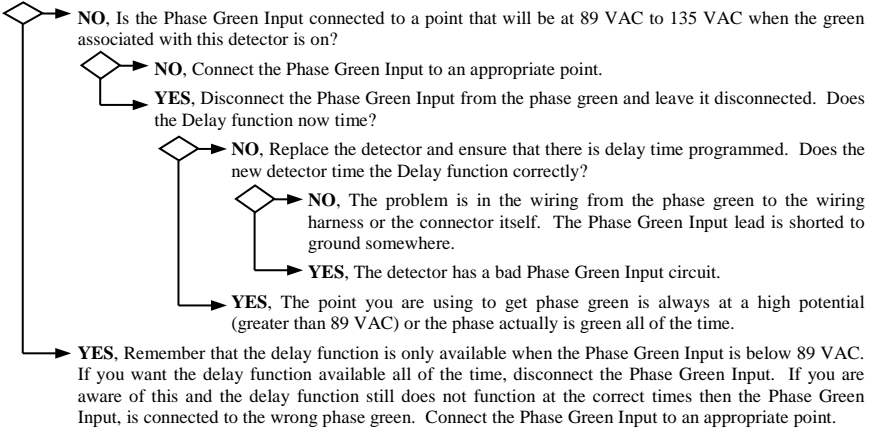 NO, Is the Phase Green Input connected to a point that will be at 89 VAC to 135 VAC when the green
associated with this detector is on?
NO, Connect the Phase Green Input to an appropriate point.
YES, Disconnect the Phase Green Input from the phase green and leave it disconnected. Does
the Delay function now time?
NO, Replace the detector and ensure that there is delay time programmed. Does the
new detector time the Delay function correctly?
NO, The problem is in the wiring from the phase green to the wiring
harness or the connector itself. The Phase Green Input lead is shorted to
ground somewhere.
YES, The detector has a bad Phase Green Input circuit.
YES, The point you are using to get phase green is always at a high potential
(greater than 89 VAC) or the phase actually is green all of the time.
YES, Remember that the delay function is only available when the Phase Green Input is below 89 VAC.
If you want the delay function available all of the time, disconnect the Phase Green Input. If you are
aware of this and the delay function still does not function at the correct times then the Phase Green
Input, is connected to the wrong phase green. Connect the Phase Green Input to an appropriate point.